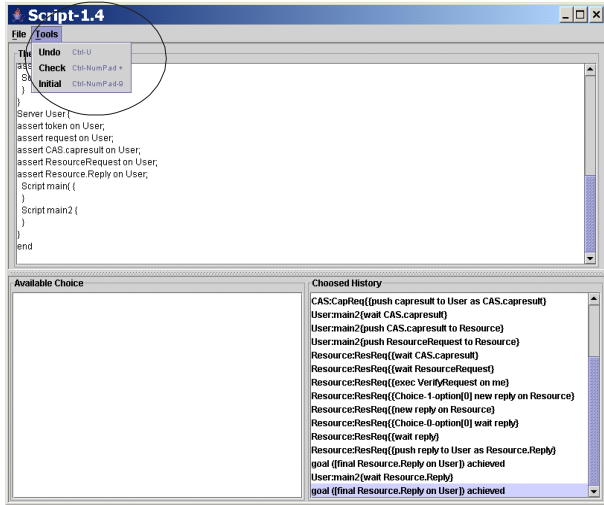 Script-1.4
File Tools
Undo Ctrl-U
Check Ctrl-NumPad +
Initial Ctrl-NumPad-9
The
ass
Sc
}
}
Server User {
assert token on User;
assert request on User;
assert CAS.capresult on User;
assert ResourceRequest on User;
assert Resource.Reply on User;
Script main( {
}
Script main2 {
}
}
end
Available Choice
Choosed History
CAS:CapReq{{push capresult to User as CAS.capresult}
User:main2{wait CAS.capresult}
User:main2{push CAS.capresult to Resource}
User:main2{push ResourceRequest to Resource}
Resource:ResReq{{wait CAS.capresult}
Resource:ResReq{{wait ResourceRequest}
Resource:ResReq{{exec VerifyRequest on me}
Resource:ResReq{{Choice-1-option[0] new reply on Resource}
Resource:ResReq{{new reply on Resource}
Resource:ResReq{{Choice-0-option[0] wait reply}
Resource:ResReq{{wait reply}
Resource:ResReq{{push reply to User as Resource.Reply}
goal ([final Resource.Reply on User]) achieved
User:main2{wait Resource.Reply}
goal ([final Resource.Reply on User]) achieved